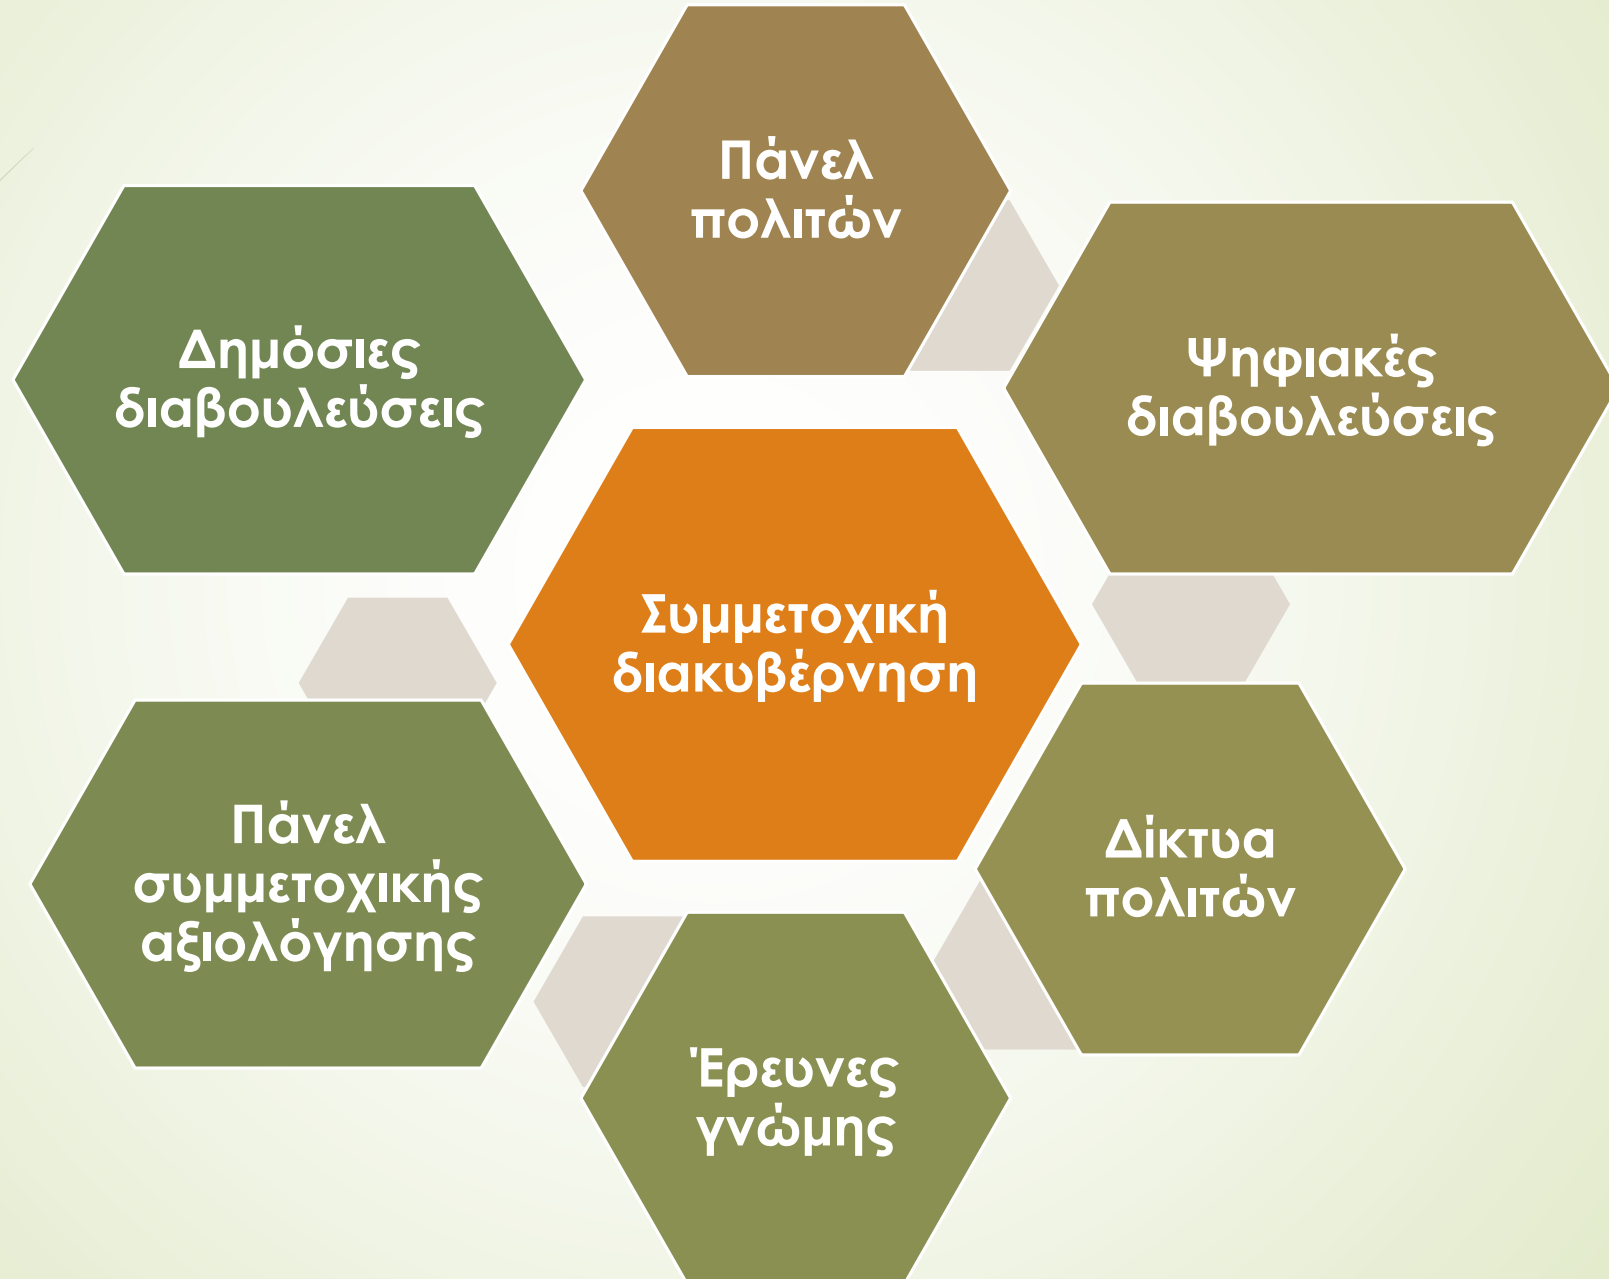 Πάνελ
πολιτών
Δημόσιες
διαβουλεύσεις
Ψηφιακές
διαβουλεύσεις
Συμμετοχική
διακυβέρνηση
Πάνελ
συμμετοχικής
αξιολόγησης
Δίκτυα
πολιτών
Έρευνες
γνώμης